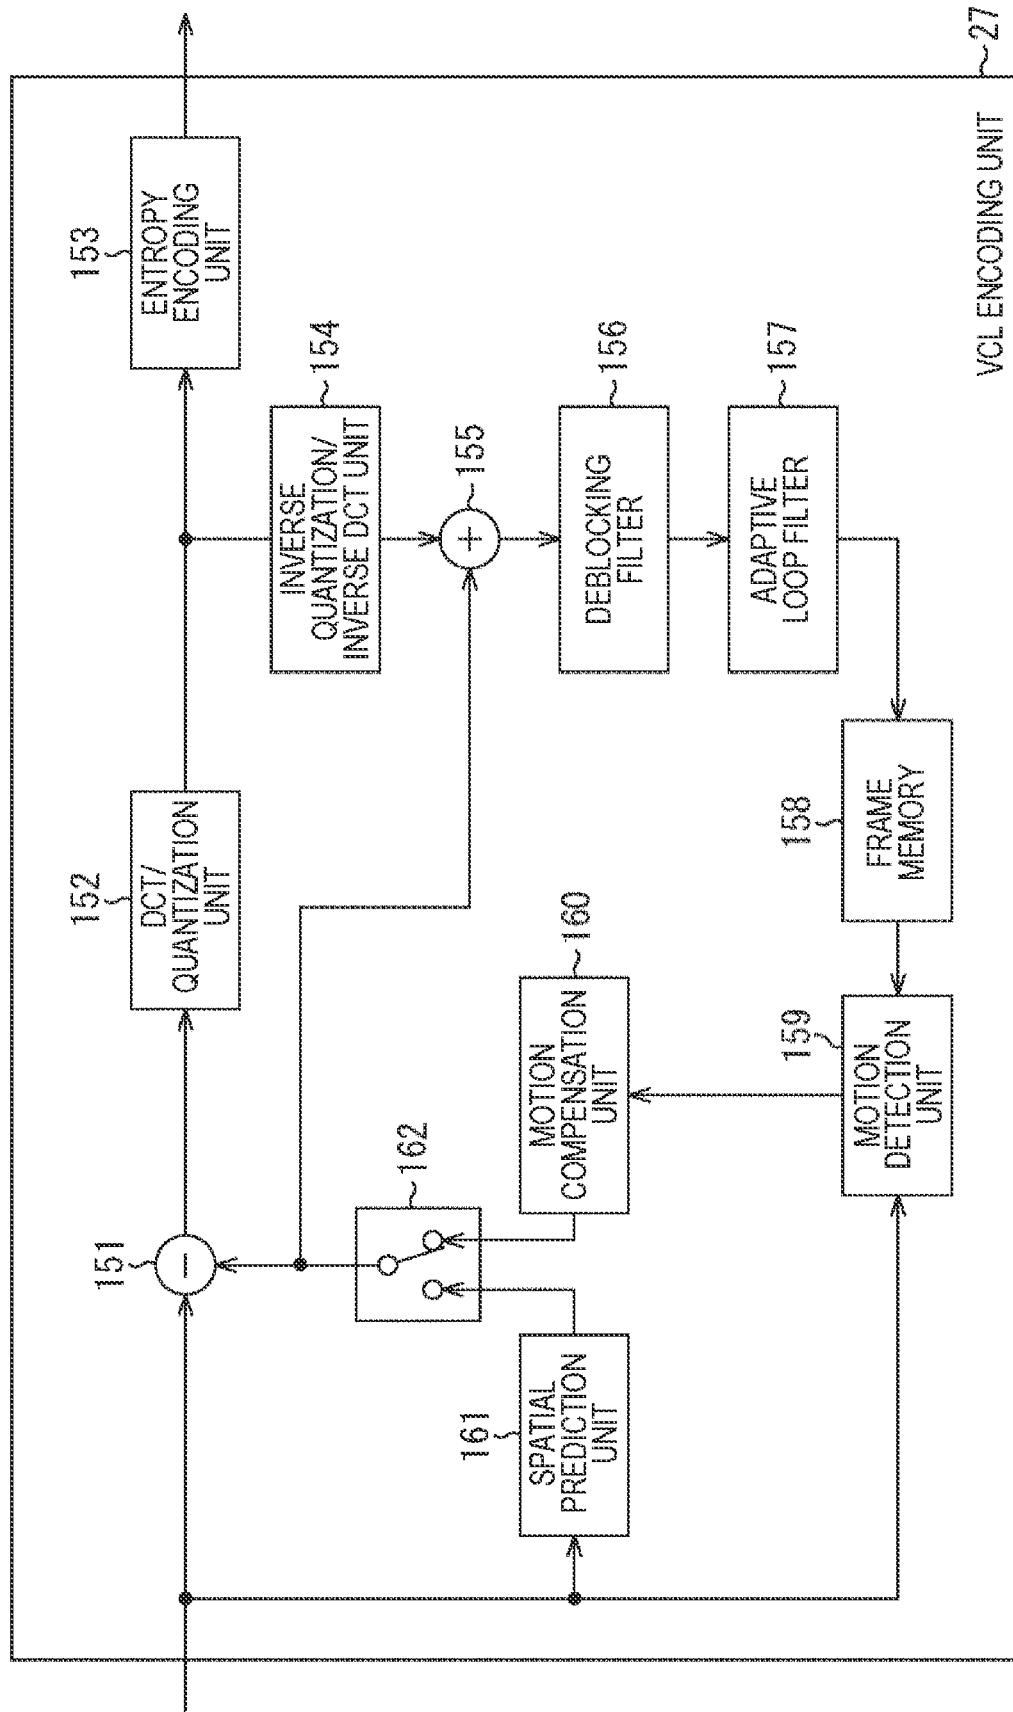 151
152
DCT/
QUANTIZATION
UNIT
153
ENTROPY
ENCODING
UNIT
154
INVERSE
QUANTIZATION/
INVERSE DCT UNIT
162
155
+
161
SPATIAL
PREDICTION
UNIT
160
MOTION
COMPENSATION
UNIT
156
DEBLOCKING
FILTER
157
ADAPTIVE
LOOP FILTER
159
MOTION
DETECTION
UNIT
158
FRAME
MEMORY
VCL ENCODING UNIT
27